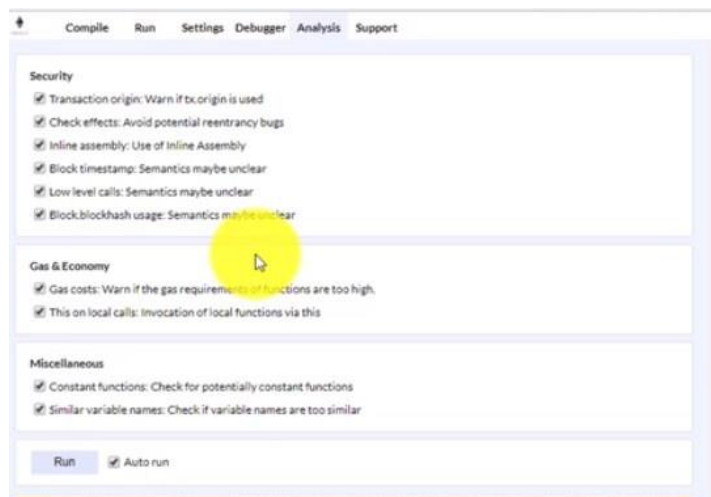 Compile Run Settings Debugger Analysis Support
Security
Transaction origin: Warn if tx.origin is used
Check effects: Avoid potential reentrancy bugs
Inline assembly: Use of Inline Assembly
Block timestamp: Semantics maybe unclear
Low level calls: Semantics maybe unclear
Block.blockhash usage: Semantics maybe unclear
Gas & Economy
Gas costs: Warn if the gas requirements of functions are too high.
This on local calls: Invocation of local functions via this
Miscellaneous
Constant functions: Check for potentially constant functions
Similar variable names: Check if variable names are too similar
Run Auto run